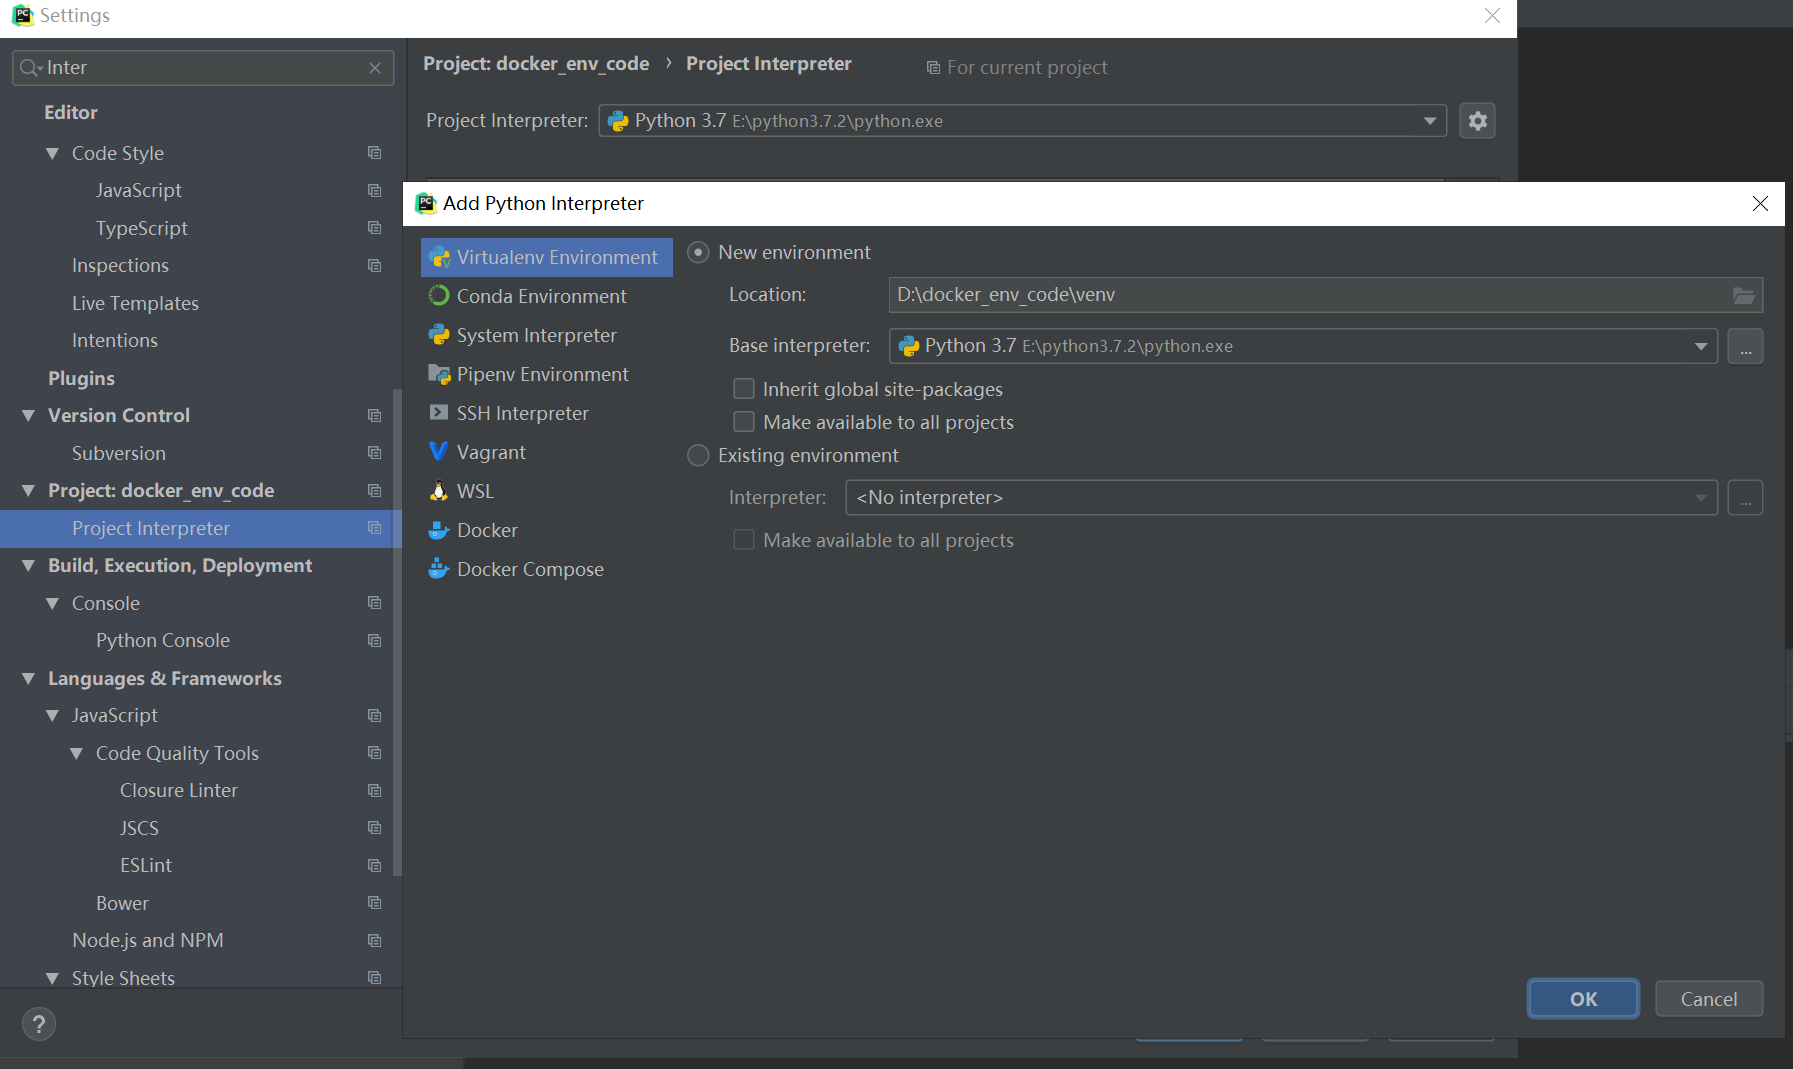 Settings
Inter
Editor
Code Style
JavaScript
TypeScript
Inspections
Live Templates
Intentions
Plugins
Version Control
Subversion
Project: docker_env_code
Project Interpreter
Build, Execution, Deployment
Console
Python Console
Languages & Frameworks
JavaScript
Code Quality Tools
Closure Linter
JSCS
ESLint
Bower
Node.js and NPM
Style Sheets
?
Project: docker_env_code › Project Interpreter For current project
Project Interpreter: Python 3.7 E:\python3.7.2\python.exe
Add Python Interpreter
Virtualenv Environment
Conda Environment
System Interpreter
Pipenv Environment
SSH Interpreter
Vagrant
WSL
Docker
Docker Compose
New environment
Location: D:\docker_env_code\venv
Base interpreter: Python 3.7 E:\python3.7.2\python.exe ...
Inherit global site-packages
Make available to all projects
Existing environment
Interpreter: <No interpreter> ...
Make available to all projects
OK Cancel